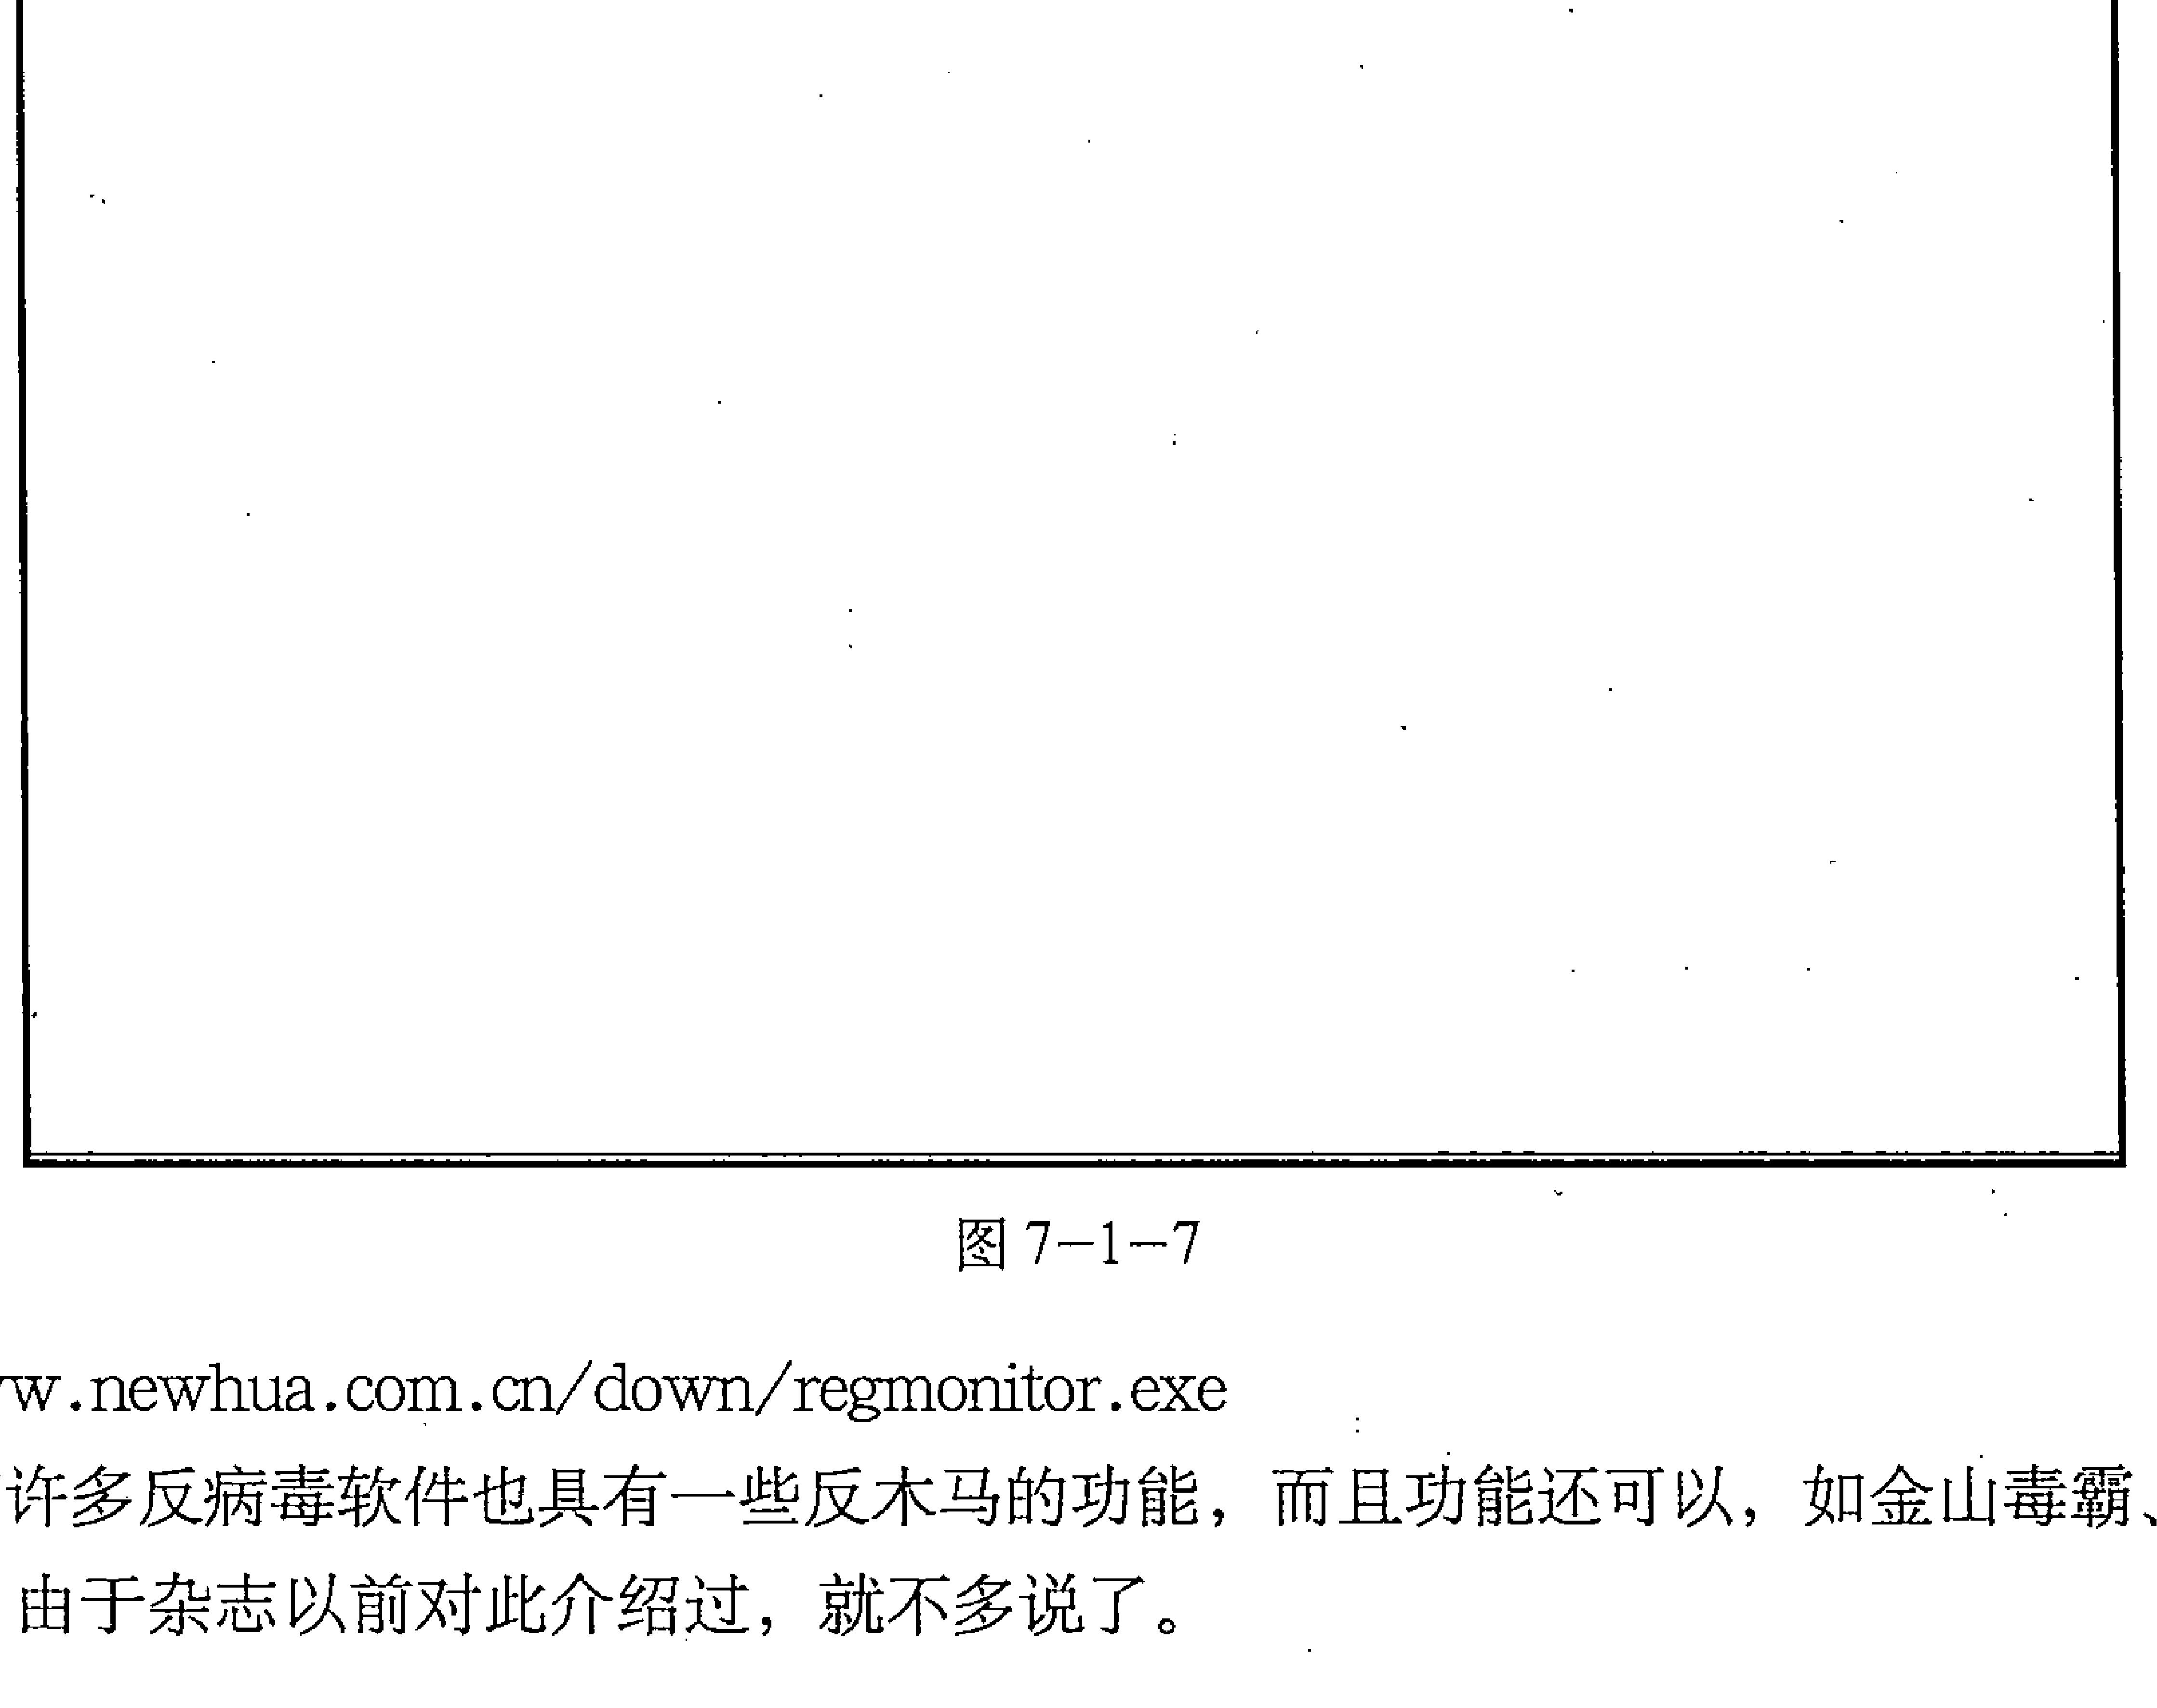 图 7-1-7
w.newhua.com.cn/down/regmonitor.exe
许多反病毒软件也具有一些反木马的功能，而且功能还可以，如金山毒霸、
由于杂志以前对此介绍过，就不多说了。